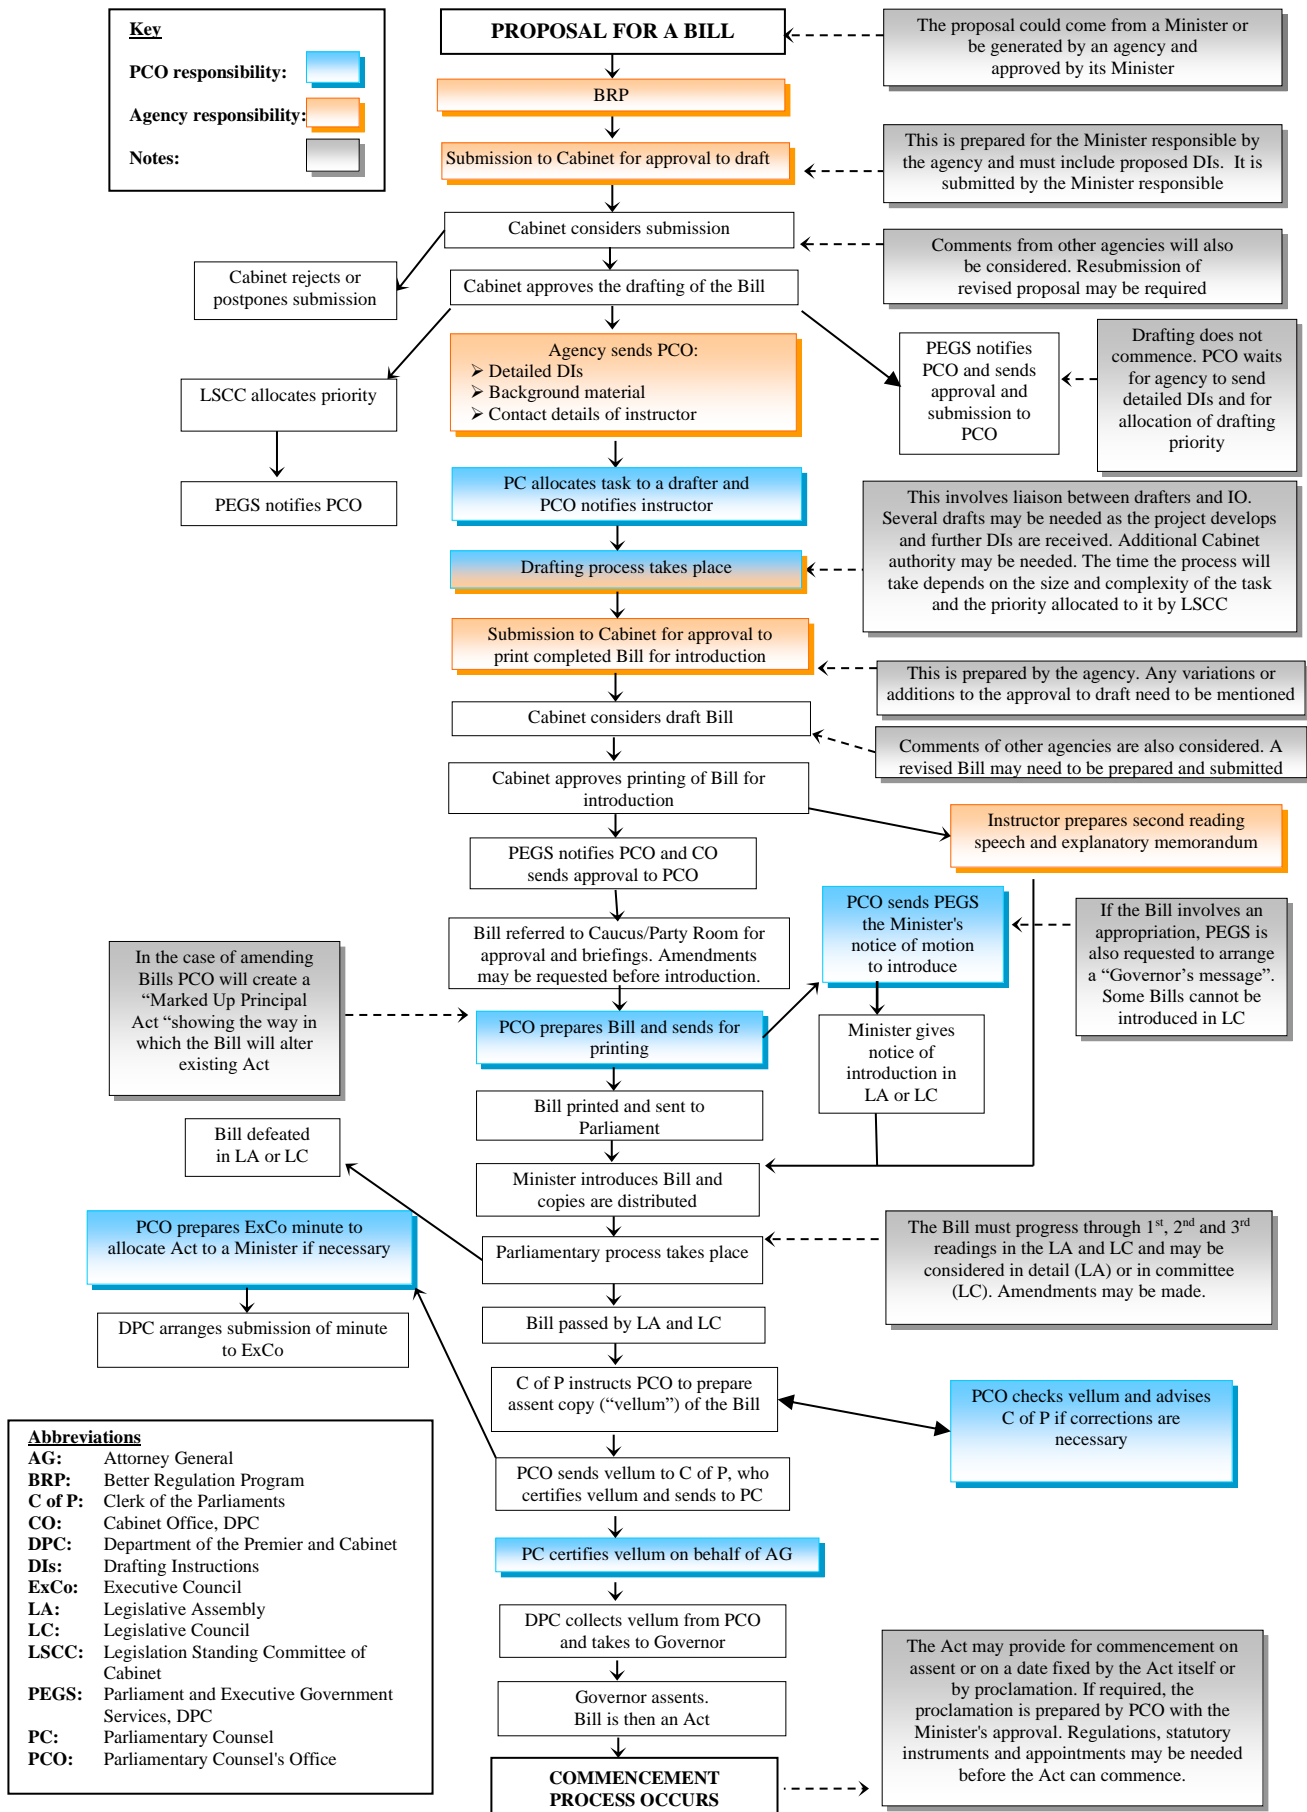 Key
PCO responsibility:
Agency responsibility:
Notes:
PROPOSAL FOR A BILL
The proposal could come from a Minister or
be generated by an agency and
approved by its Minister
BRP
Submission to Cabinet for approval to draft
This is prepared for the Minister responsible by
the agency and must include proposed DIs.  It is
submitted by the Minister responsible
Cabinet considers submission
Comments from other agencies will also
be considered. Resubmission of
revised proposal may be required
Cabinet rejects or
postpones submission
Cabinet approves the drafting of the Bill
Agency sends PCO:
➢ Detailed DIs
➢ Background material
➢ Contact details of instructor
PEGS notifies
PCO and sends
approval and
submission to
PCO
Drafting does not
commence. PCO waits
for agency to send
detailed DIs and for
allocation of drafting
priority
LSCC allocates priority
PEGS notifies PCO
PC allocates task to a drafter and
PCO notifies instructor
This involves liaison between drafters and IO.
Several drafts may be needed as the project develops
and further DIs are received. Additional Cabinet
authority may be needed. The time the process will
take depends on the size and complexity of the task
and the priority allocated to it by LSCC
Drafting process takes place
Submission to Cabinet for approval to
print completed Bill for introduction
This is prepared by the agency. Any variations or
additions to the approval to draft need to be mentioned
Cabinet considers draft Bill
Comments of other agencies are also considered. A
revised Bill may need to be prepared and submitted
Cabinet approves printing of Bill for
introduction
Instructor prepares second reading
speech and explanatory memorandum
PEGS notifies PCO and CO
sends approval to PCO
PCO sends PEGS
the Minister's
notice of motion
to introduce
If the Bill involves an
appropriation, PEGS is
also requested to arrange
a “Governor’s message”.
Some Bills cannot be
introduced in LC
Bill referred to Caucus/Party Room for
approval and briefings. Amendments
may be requested before introduction.
In the case of amending
Bills PCO will create a
“Marked Up Principal
Act “showing the way in
which the Bill will alter
existing Act
PCO prepares Bill and sends for
printing
Minister gives
notice of
introduction in
LA or LC
Bill printed and sent to
Parliament
Bill defeated
in LA or LC
Minister introduces Bill and
copies are distributed
PCO prepares ExCo minute to
allocate Act to a Minister if necessary
Parliamentary process takes place
The Bill must progress through 1st, 2nd and 3rd
readings in the LA and LC and may be
considered in detail (LA) or in committee
(LC). Amendments may be made.
DPC arranges submission of minute
to ExCo
Bill passed by LA and LC
C of P instructs PCO to prepare
assent copy (“vellum”) of the Bill
PCO checks vellum and advises
C of P if corrections are
necessary
PCO sends vellum to C of P, who
certifies vellum and sends to PC
PC certifies vellum on behalf of AG
DPC collects vellum from PCO
and takes to Governor
Governor assents.
Bill is then an Act
The Act may provide for commencement on
assent or on a date fixed by the Act itself or
by proclamation. If required, the
proclamation is prepared by PCO with the
Minister's approval. Regulations, statutory
instruments and appointments may be needed
before the Act can commence.
COMMENCEMENT
PROCESS OCCURS
Abbreviations
AG: Attorney General
BRP: Better Regulation Program
C of P: Clerk of the Parliaments
CO: Cabinet Office, DPC
DPC: Department of the Premier and Cabinet
DIs: Drafting Instructions
ExCo: Executive Council
LA: Legislative Assembly
LC: Legislative Council
LSCC: Legislation Standing Committee of
Cabinet
PEGS: Parliament and Executive Government
Services, DPC
PC: Parliamentary Counsel
PCO: Parliamentary Counsel's Office